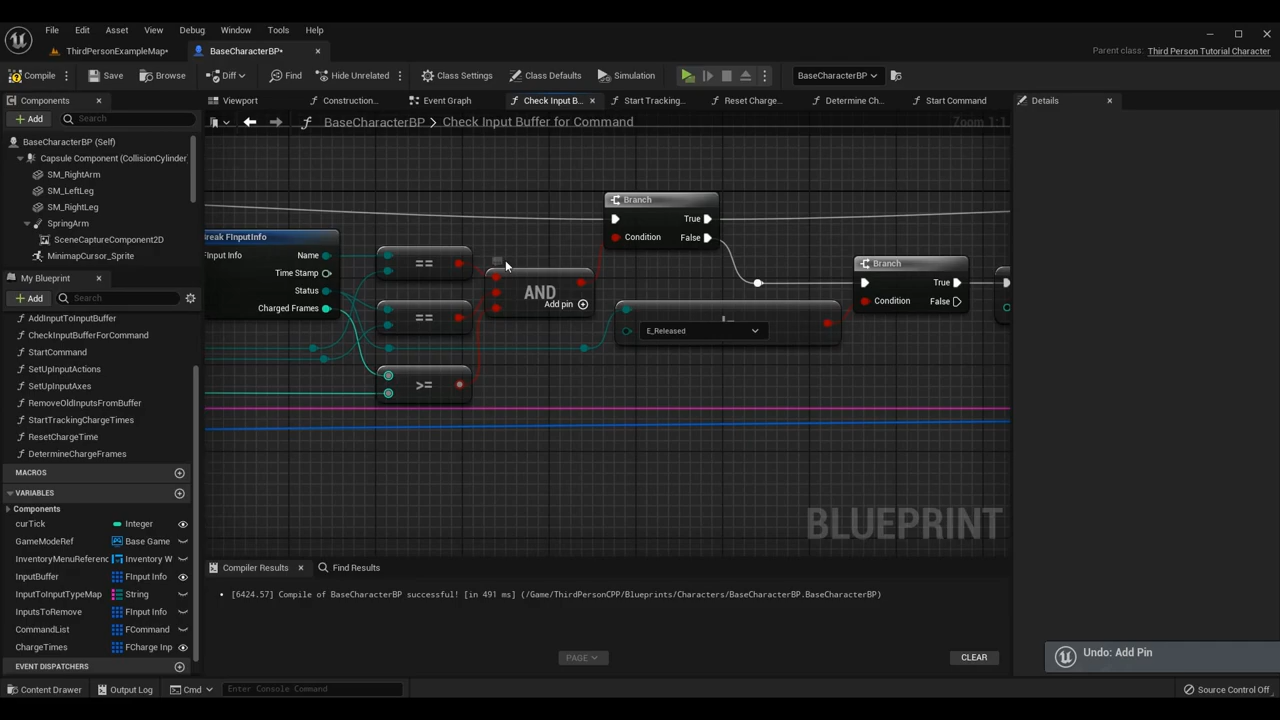 File Edit Asset View Debug Window Tools Help
ThirdPersonExampleMap* BaseCharacterBP*
Parent class: Third Person Tutorial Character
Compile Save Browse Diff Find Hide Unrelated Class Settings Class Defaults Simulation BaseCharacterBP
Components Viewport Construction... Event Graph Check Input B... Start Tracking... Reset Charge... Determine Ch... Start Command Details
Add Search
BaseCharacterBP > Check Input Buffer for Command Zoom 1:1
BaseCharacterBP (Self)
Capsule Component (CollisionCylinder
SM_RightArm
SM_LeftLeg
SM_RightLeg
SpringArm
SceneCaptureComponent2D
MinimapCursor_Sprite
My Blueprint
Add Search
AddInputToInputBuffer
CheckInputBufferForCommand
StartCommand
SetUpInputActions
SetUpInputAxes
RemoveOldInputsFromBuffer
StartTrackingChargeTimes
ResetChargeTime
DetermineChargeFrames
MACROS
VARIABLES
Components
curTick Integer
GameModeRef Base Game
InventoryMenuReferenc Inventory W
InputBuffer FInput Info
InputToInputTypeMap String
InputsToRemove FInput Info
CommandList FCommand
ChargeTimes FCharge Inp
EVENT DISPATCHERS
Break FInputInfo
FInput Info Name
Time Stamp
Status
Charged Frames
==
==
>=
AND
Add pin
Branch
True
Condition False
E_Released
Branch
True
Condition False
BLUEPRINT
Compiler Results Find Results
[6424.57] Compile of BaseCharacterBP successful! [in 491 ms] (/Game/ThirdPersonCPP/Blueprints/Characters/BaseCharacterBP.BaseCharacterBP)
PAGE CLEAR
Undo: Add Pin
Content Drawer Output Log Cmd Enter Console Command Source Control Off